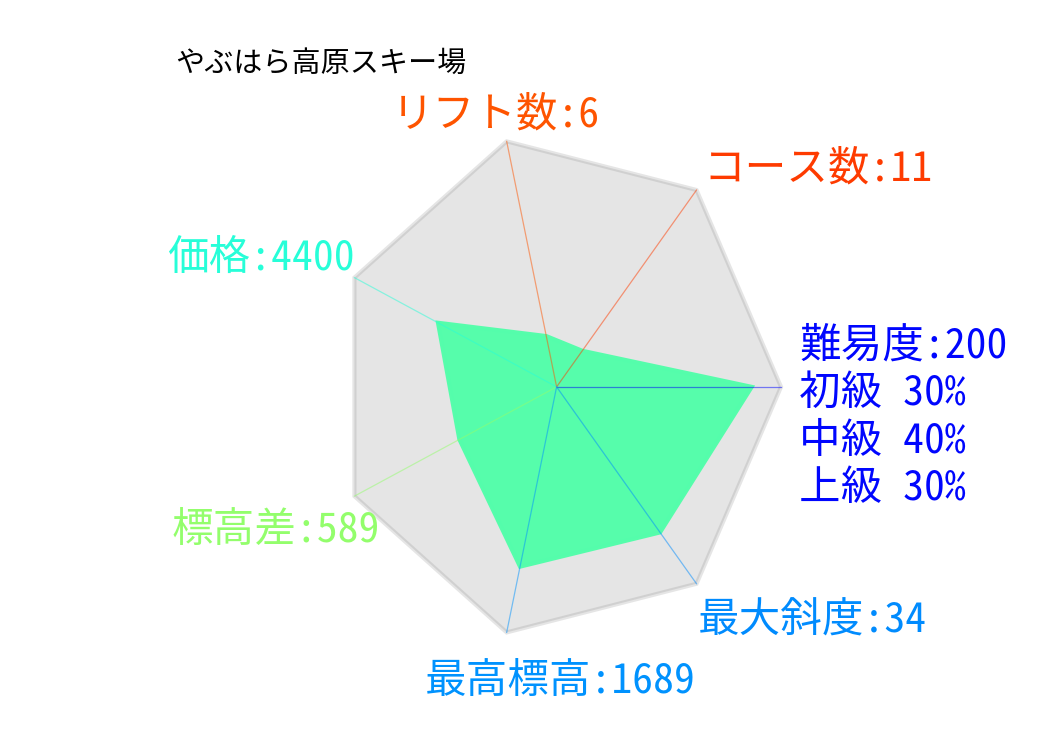 やぶはら高原スキー場
リフト数:6
コース数:11
価格:4400
難易度:200
初級 30%
中級 40%
上級 30%
標高差:589
最大斜度:34
最高標高:1689